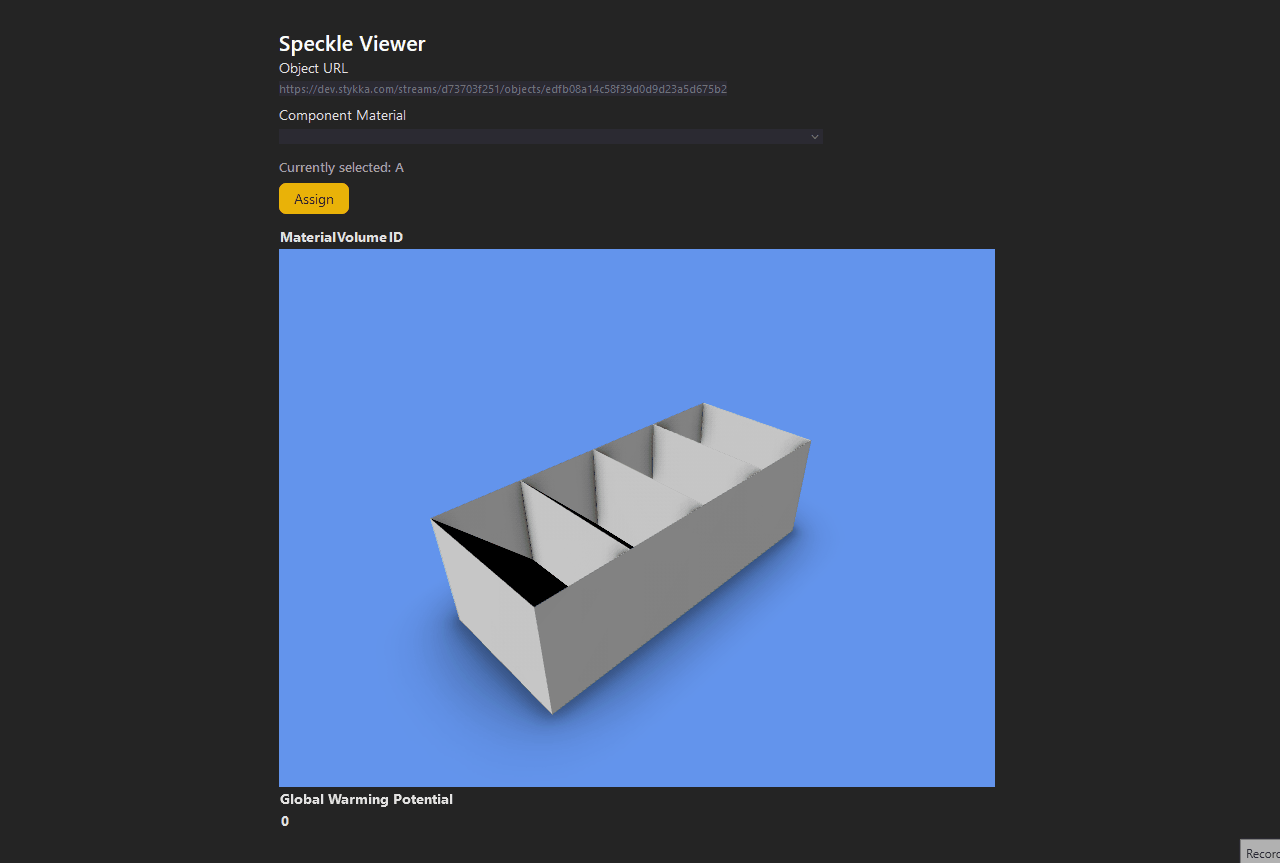 Speckle Viewer
Object URL
https://dev.stykka.com/streams/d73703f251/objects/edfb08a14c58f39d0d9d23a5d675b2
Component Material
Currently selected: A
Assign
Material Volume ID
Global Warming Potential
0
Record